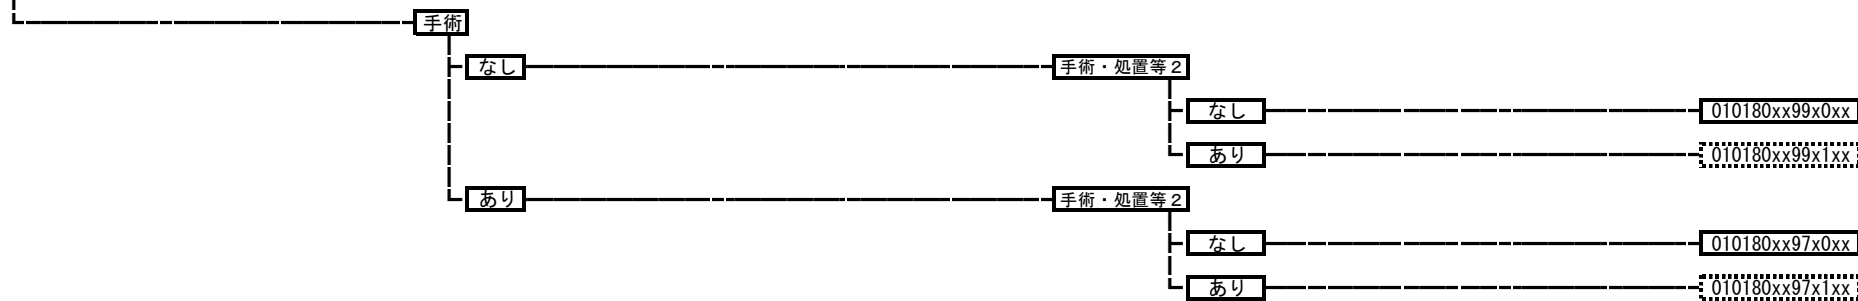 手術
なし 手術・処置等２
なし 010180xx99x0xx
あり 010180xx99x1xx
あり 手術・処置等２
なし 010180xx97x0xx
あり 010180xx97x1xx